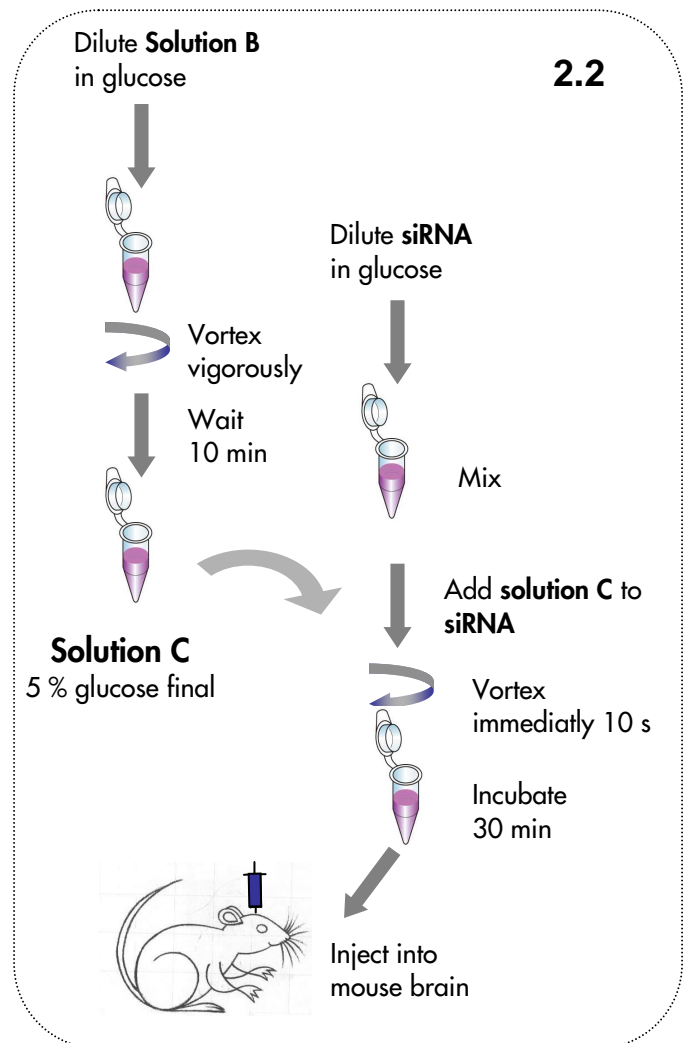 Dilute Solution B
in glucose
2.2
Dilute siRNA
in glucose
Vortex
vigorously
Wait
10 min
Mix
Add solution C to
siRNA
Solution C
5 % glucose final
Vortex
immediatly 10 s
Incubate
30 min
Inject into
mouse brain